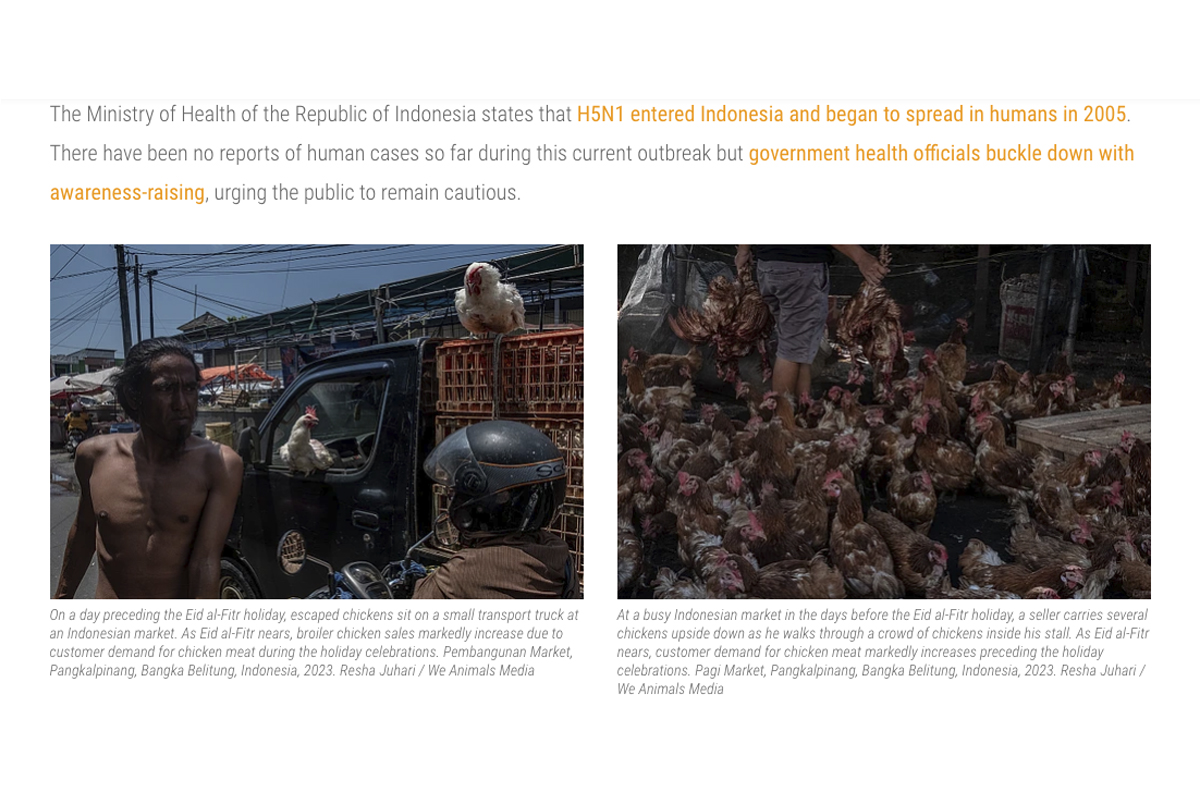 The Ministry of Health of the Republic of Indonesia states that H5N1 entered Indonesia and began to spread in humans in 2005.
There have been no reports of human cases so far during this current outbreak but government health officials buckle down with
awareness-raising, urging the public to remain cautious.
On a day preceding the Eid al-Fitr holiday, escaped chickens sit on a small transport truck at
an Indonesian market. As Eid al-Fitr nears, broiler chicken sales markedly increase due to
customer demand for chicken meat during the holiday celebrations. Pembangunan Market,
Pangkalpinang, Bangka Belitung, Indonesia, 2023. Resha Juhari / We Animals Media
At a busy Indonesian market in the days before the Eid al-Fitr holiday, a seller carries several
chickens upside down as he walks through a crowd of chickens inside his stall. As Eid al-Fitr
nears, customer demand for chicken meat markedly increases preceding the holiday
celebrations. Pagi Market, Pangkalpinang, Bangka Belitung, Indonesia, 2023. Resha Juhari /
We Animals Media